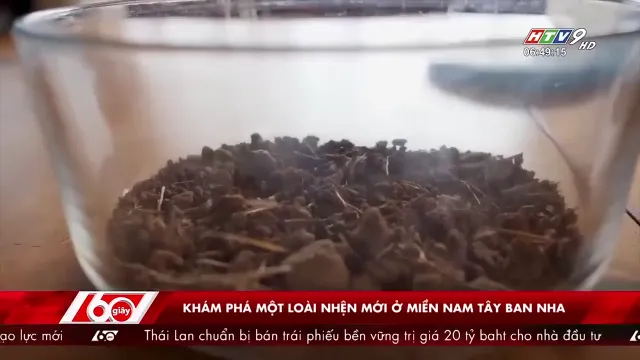 HTV9 HD
06:49:15
60 giây
KHÁM PHÁ MỘT LOÀI NHỆN MỚI Ở MIỀN NAM TÂY BAN NHA
ạo lực mới 60 Thái Lan chuẩn bị bán trái phiếu bền vững trị giá 20 tỷ baht cho nhà đầu tư